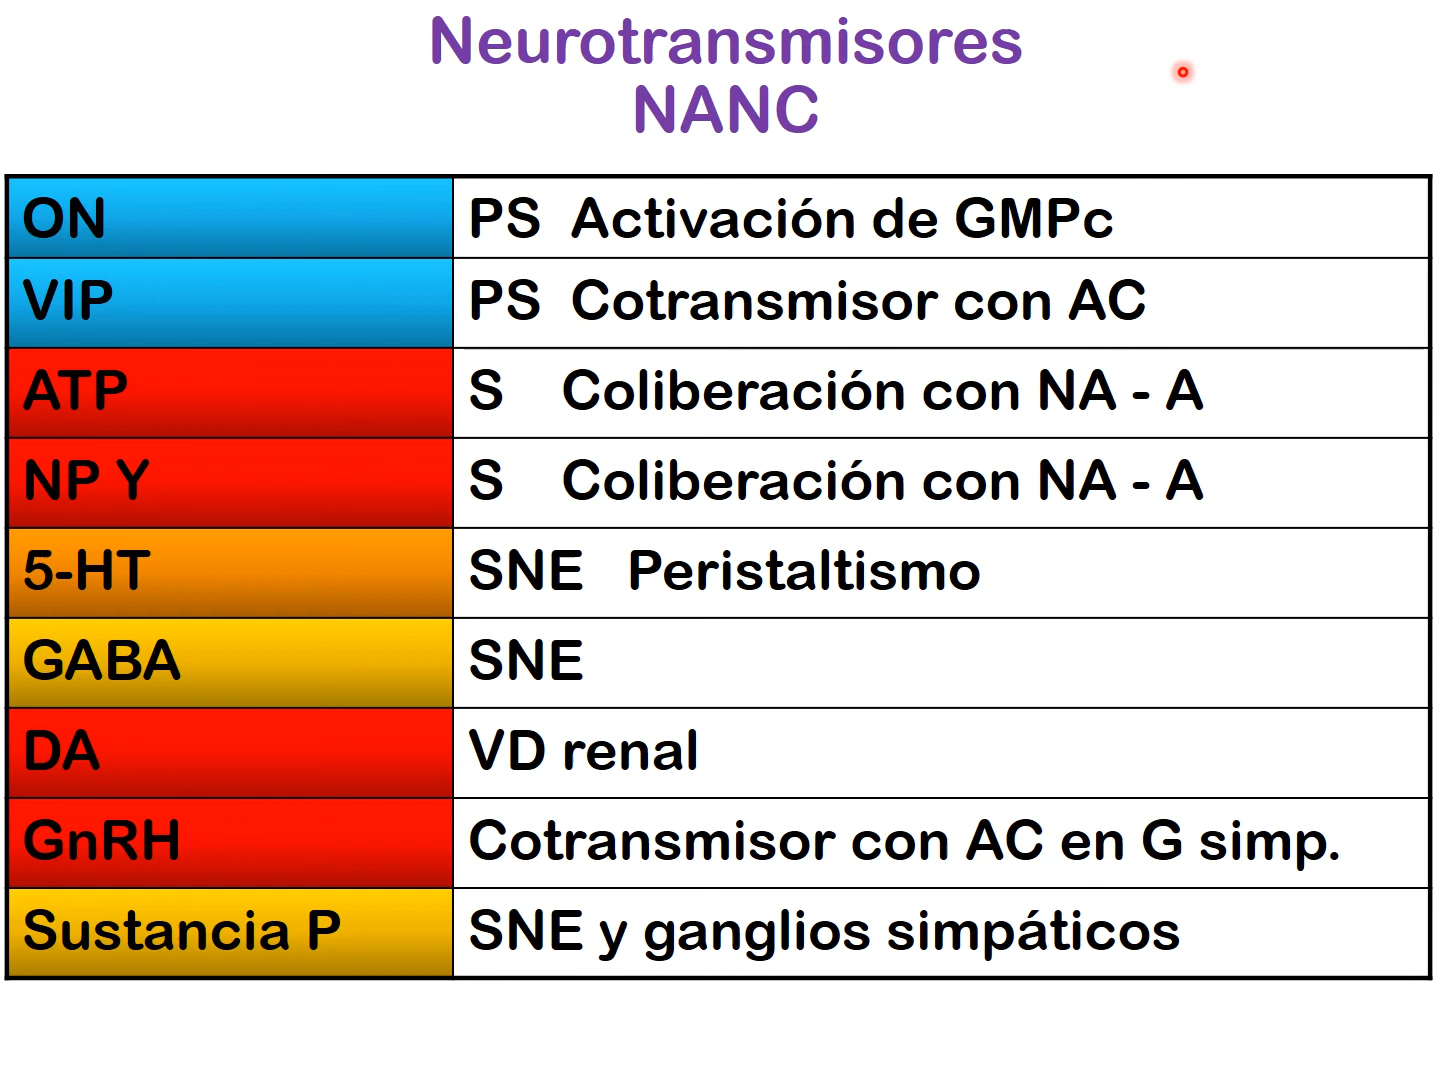 Neurotransmisores
NANC
ON
PS Activación de GMPc
VIP
PS Cotransmisor con AC
ATP
S Coliberación con NA - A
NP Y
S Coliberación con NA - A
5-HT
SNE Peristaltismo
GABA
SNE
DA
VD renal
GnRH
Cotransmisor con AC en G simp.
Sustancia P
SNE y ganglios simpáticos